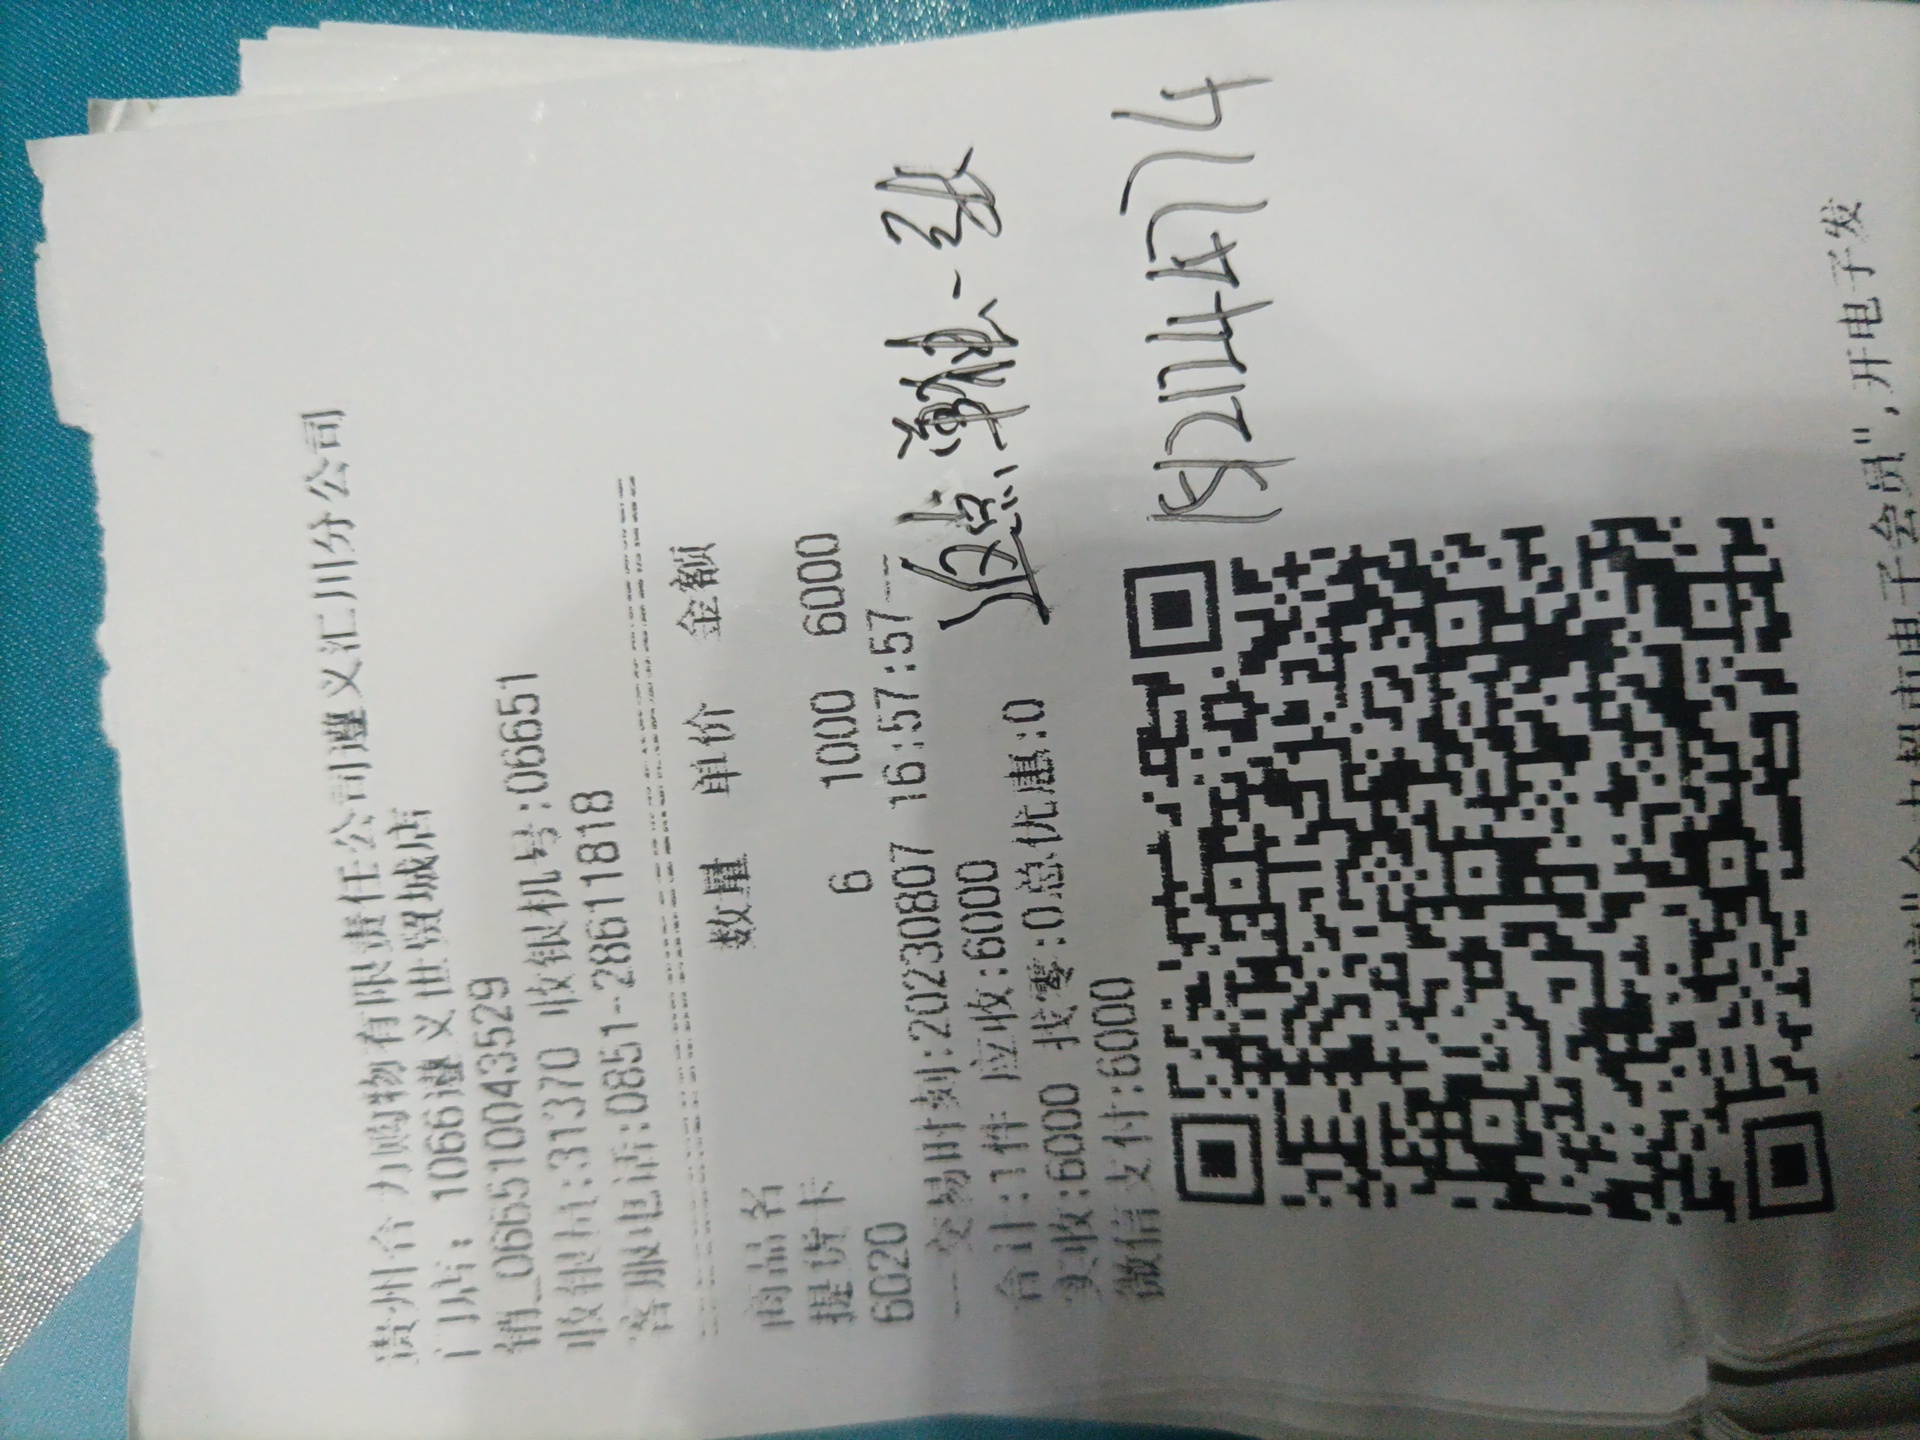 贵州合力购物有限责任公司遵义汇川分公司
门店: 1066遵义世贸城店
销_066510043529
收银员:31370 收银机号:06651
客服电话:0851-28611818
商品名 数量 单价 金额
提货卡
6020 6 1000 6000
---交易时刻:20230807 16:57:57---
合计:1件 应收:6000
实收:6000 找零:0总优惠:0
微信支付:6000
电子会员", 开电子发